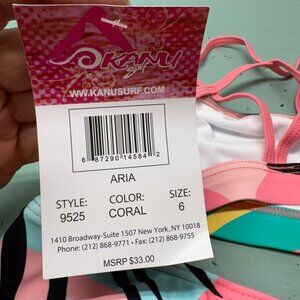 KANU
Surf
WWW.KANUSURF.COM
6 87290 14584 2
ARIA
STYLE: COLOR: SIZE:
9525 CORAL 6
1410 Broadway-Suite 1507 New York, NY 10018
Phone: (212) 868-9771 • Fax: (212) 868-9755
MSRP $33.00